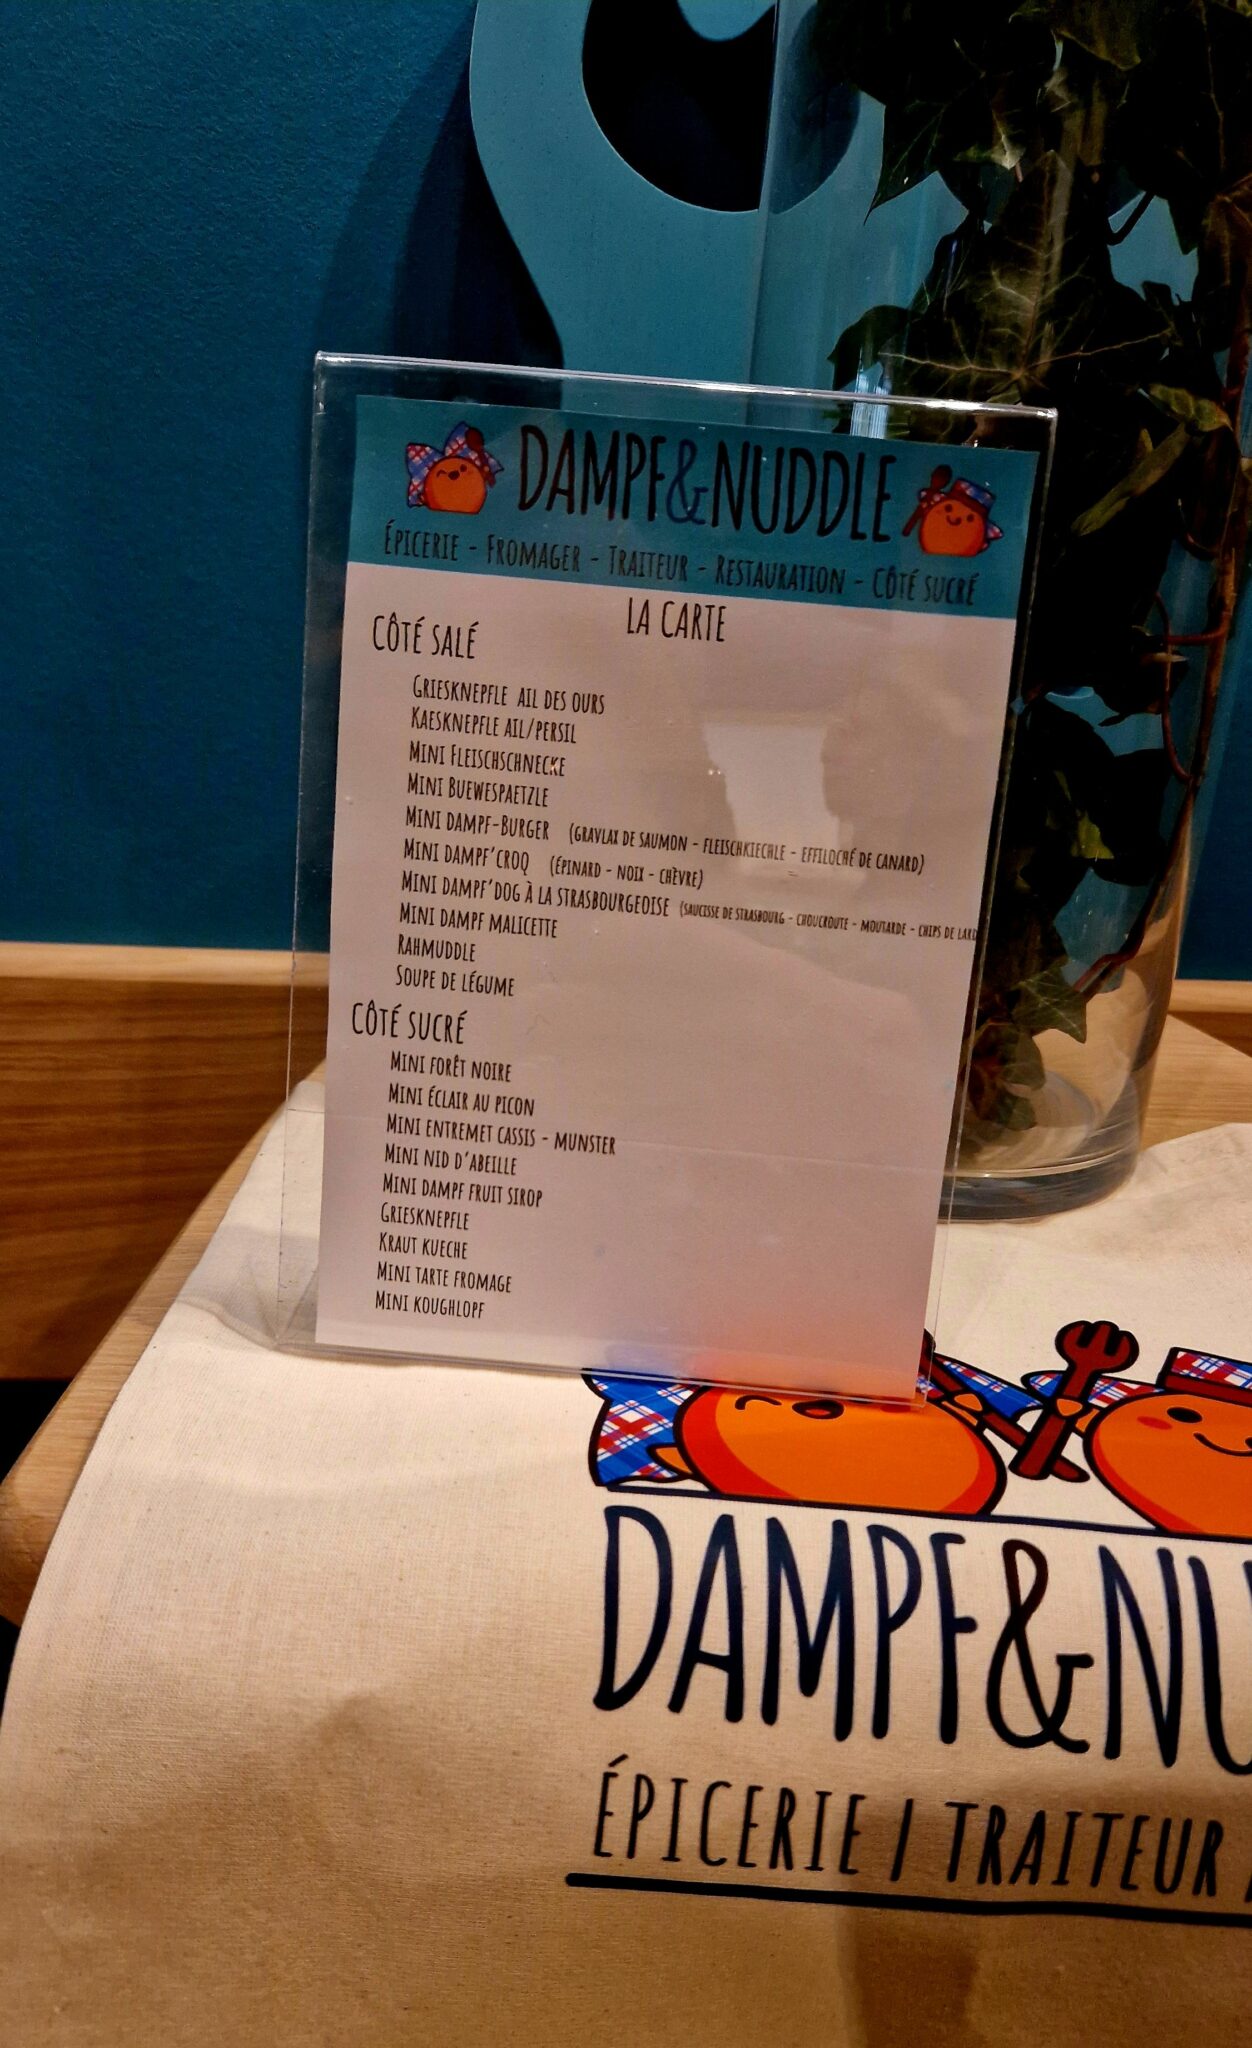 DAMPF&NUDDLE
ÉPICERIE - FROMAGER - TRAITEUR - RESTAURATION - CÔTÉ SUCRÉ
LA CARTE
CÔTÉ SALÉ
GRIESKNEPFLE AIL DES OURS
KAESKNEPFLE AIL/PERSIL
MINI FLEISCHSCHNECKE
MINI BUEWESPAETZLE
MINI DAMPF-BURGER (GRAVLAX DE SAUMON - FLEISCHKIECHLE - EFFILOCHÉ DE CANARD)
MINI DAMPF'CROQ (ÉPINARD - NOIX - CHÈVRE)
MINI DAMPF'DOG À LA STRASBOURGEOISE (SAUCISSE DE STRASBOURG - CHOUCROUTE - MOUTARDE - CHIPS DE LARD
MINI DAMPF MALICETTE
RAHMUDDLE
SOUPE DE LÉGUME
CÔTÉ SUCRÉ
MINI FORÊT NOIRE
MINI ÉCLAIR AU PICON
MINI ENTREMET CASSIS - MUNSTER
MINI NID D'ABEILLE
MINI DAMPF FRUIT SIROP
GRIESKNEPFLE
KRAUT KUECHE
MINI TARTE FROMAGE
MINI KOUGHLOPF
DAMPF&NU
ÉPICERIE / TRAITEUR